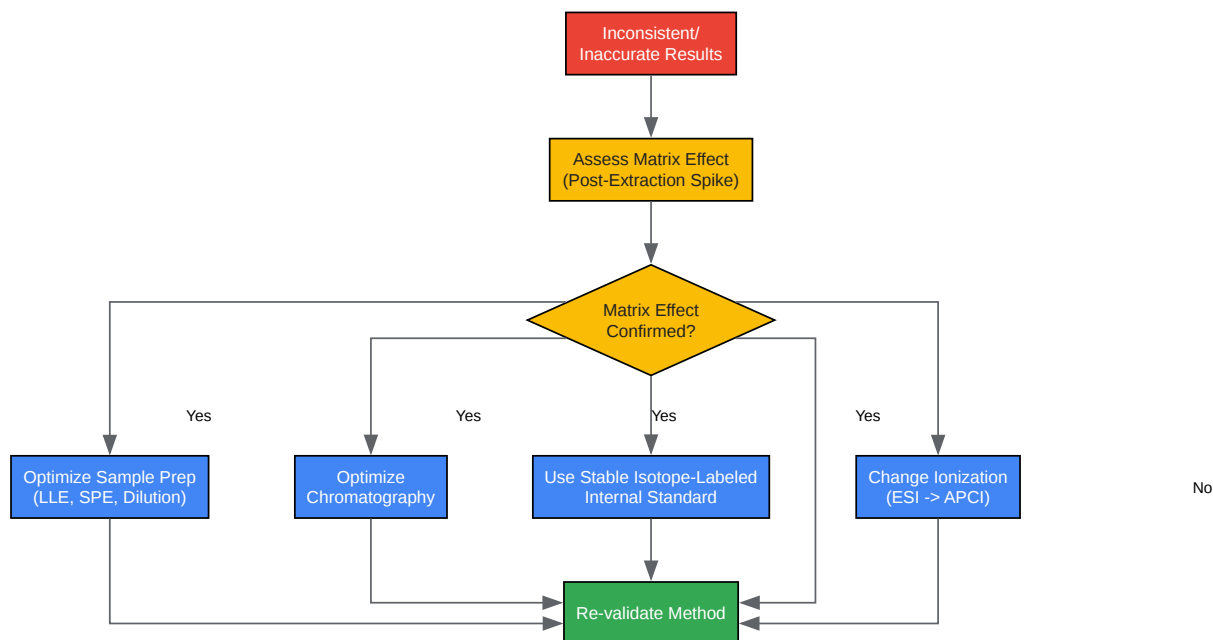 Inconsistent/
Inaccurate Results
Assess Matrix Effect
(Post-Extraction Spike)
Matrix Effect
Confirmed?
Yes
Yes
Yes
Yes
Optimize Sample Prep
(LLE, SPE, Dilution)
Optimize
Chromatography
Use Stable Isotope-Labeled
Internal Standard
Change Ionization
(ESI -> APCI)
No
Re-validate Method